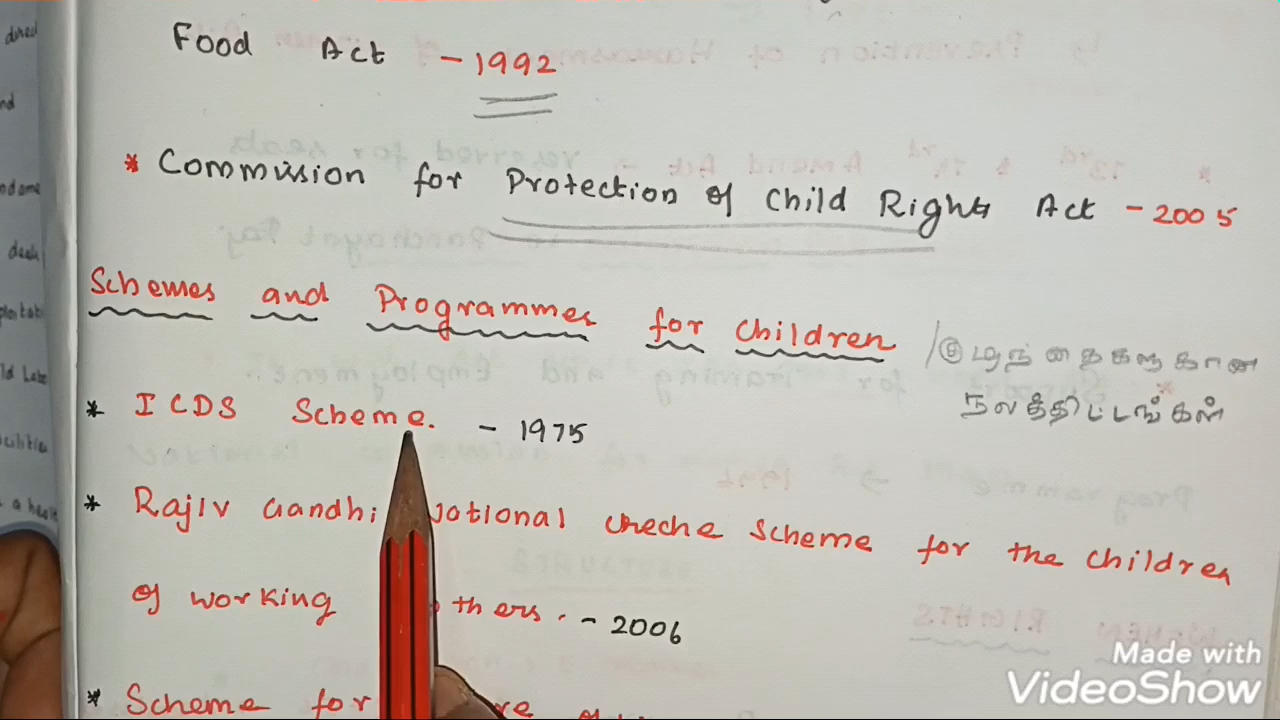 Food Act - 1992
* Commission for Protection of Child Rights Act - 2005
Schemes and Programmes for Children / குழந்தைகளுகான
நலத்திட்டங்கள்
* ICDS Scheme. - 1975
* Rajiv Gandhi National creche scheme for the children
of working thers. - 2006
* Scheme for
Made with
VideoShow